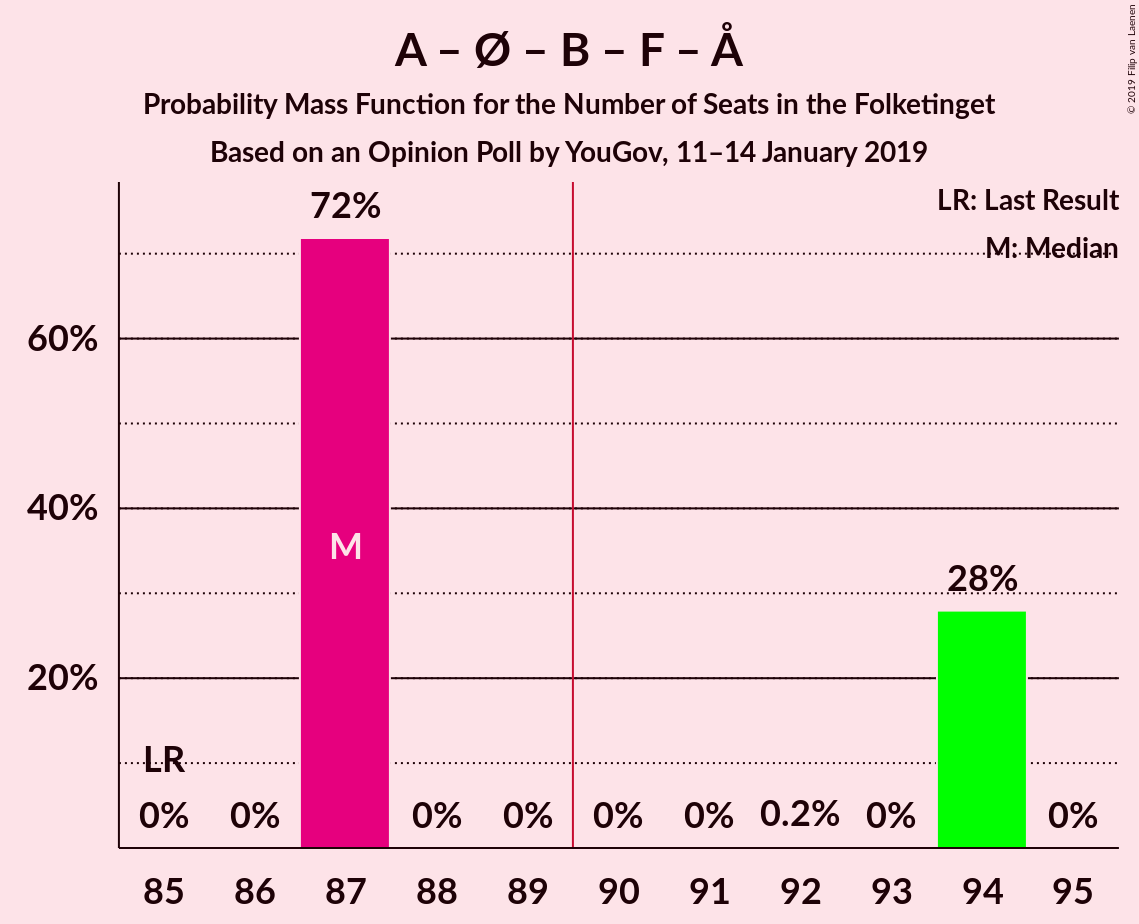 A – Ø – B – F – Å
Probability Mass Function for the Number of Seats in the Folketinget
Based on an Opinion Poll by YouGov, 11–14 January 2019
© 2019 Filip van Laenen
LR: Last Result
M: Median
72%
60%
40%
20%
M
28%
LR
0% 0% 0% 0% 0% 0% 0.2% 0% 0%
85 86 87 88 89 90 91 92 93 94 95